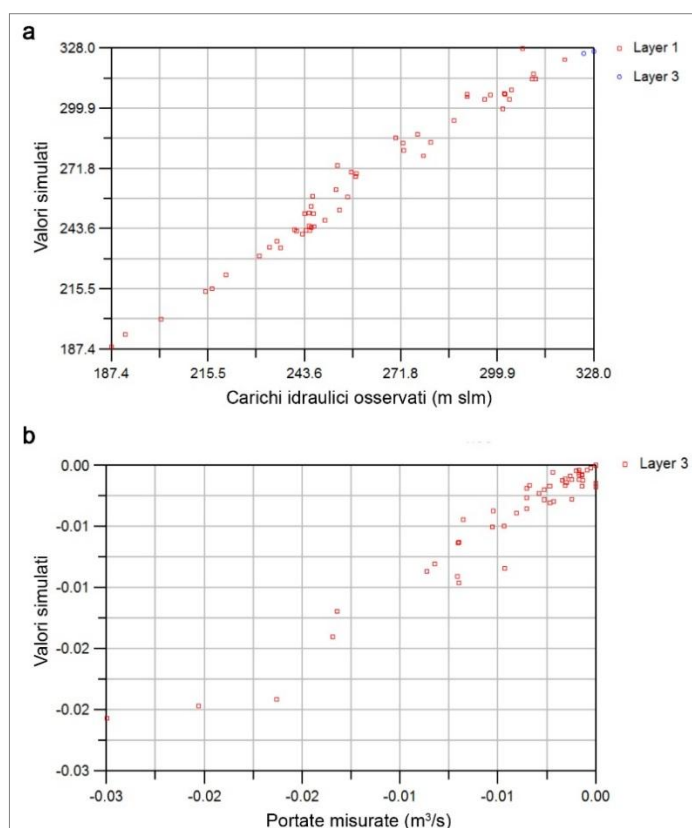 a
328.0
299.9
271.8
243.6
215.5
187.4
187.4 215.5 243.6 271.8 299.9 328.0
Valori simulati
Carichi idraulici osservati (m slm)
Layer 1
Layer 3
b
0.00
-0.01
-0.01
-0.02
-0.02
-0.03
-0.03 -0.02 -0.02 -0.01 -0.01 0.00
Valori simulati
Portate misurate (m³/s)
Layer 3